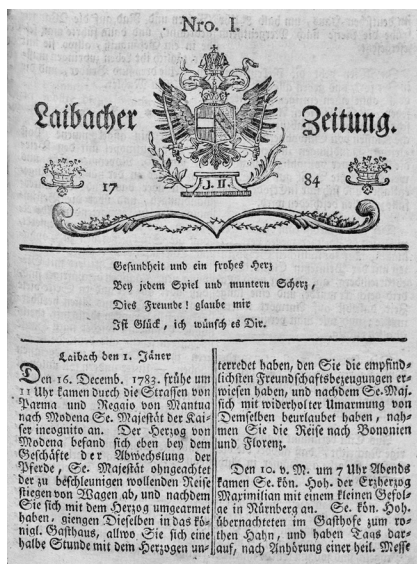 Nro. I.
Laibacher Zeitung.
17 84
J. II.
Gesundheit und ein frohes Herz
Bey jedem Spiel und muntern Scherz,
Dies Freunde! glaube mir
Ist Glück, ich wünsch es Dir.
Laibach den 1. Jäner
Den 16. Decemb. 1783. frühe um
11 Uhr kamen durch die Strassen von
Parma und Regaio von Mantua
nach Modena Se. Majestät der Kai-
ser incognito an. Der Herzog von
Modena befand sich eben bey dem
Geschäfte der Abwechslung der
Pferde, Se. Majestät ohngeachtet
der zu beschleunigen wollenden Reise
stiegen von Wagen ab, und nachdem
Sie sich mit dem Herzog umgearmet
haben, giengen Dieselben in das kö-
nigl. Gasthaus, allwo Sie sich eine
halbe Stunde mit dem Herzogen un-
terredet haben, den Sie die empfind-
lichsten Freundschaftsbezeugungen er-
wiesen haben, und nachdem Se. Maj.
sich mit widerholter Umarmung von
Demselben beurlaubet haben, nah-
men Sie die Reise nach Bononien
und Florenz.
Den 10. v. M. um 7 Uhr Abends
kamen Se. kön. Hoh. der Erzherzog
Maximilian mit einem kleinen Gefol-
ge in Nürnberg an. Se. kön. Hoh.
übernachteten im Gasthofe zum ro-
then Hahn, und haben Tags dar-
auf, nach Anhörung einer heil. Messe